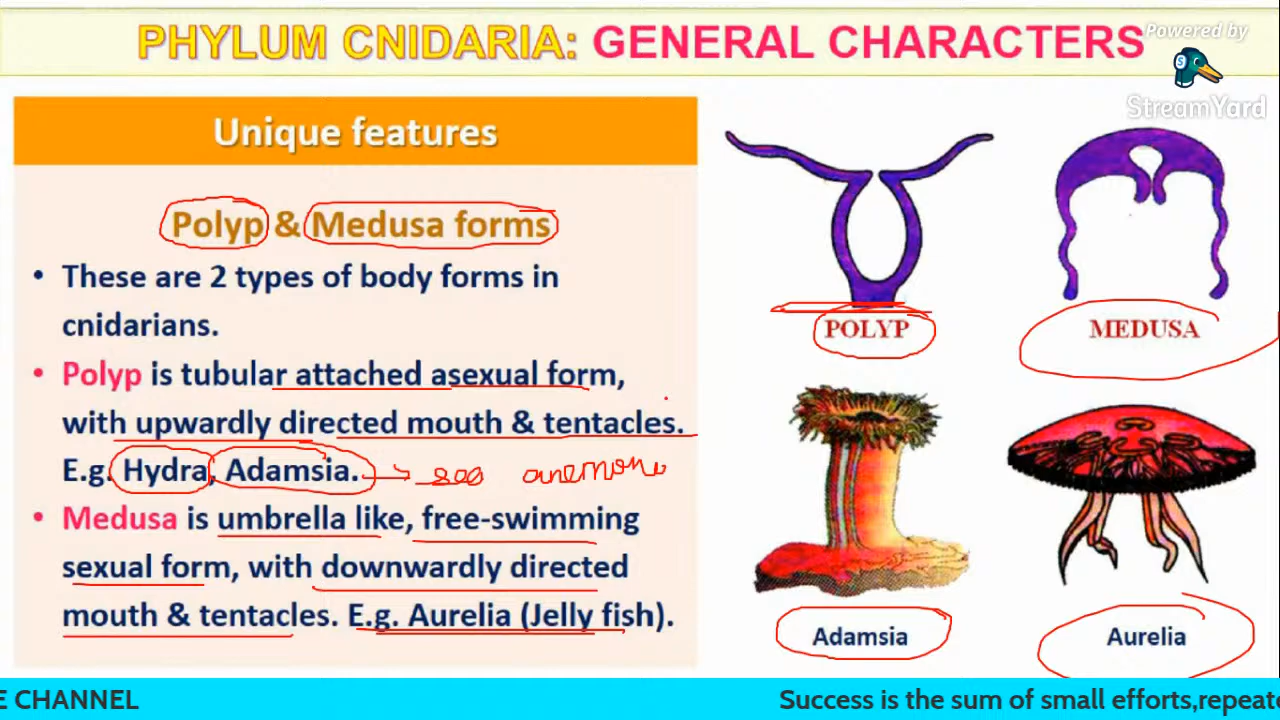 PHYLUM CNIDARIA: GENERAL CHARACTERS
Powered by
StreamYard
Unique features
Polyp & Medusa forms
• These are 2 types of body forms in
cnidarians.
• Polyp is tubular attached asexual form,
with upwardly directed mouth & tentacles.
E.g. Hydra, Adamsia. → sea anemone
• Medusa is umbrella like, free-swimming
sexual form, with downwardly directed
mouth & tentacles. E.g. Aurelia (Jelly fish).
POLYP
MEDUSA
Adamsia
Aurelia
E CHANNEL
Success is the sum of small efforts,repeate